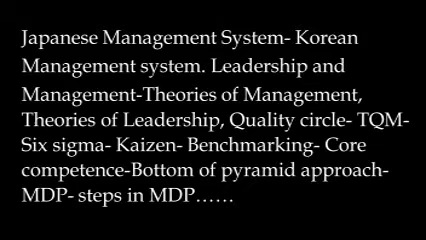 Japanese Management System- Korean
Management system. Leadership and
Management-Theories of Management,
Theories of Leadership, Quality circle- TQM-
Six sigma- Kaizen- Benchmarking- Core
competence-Bottom of pyramid approach-
MDP- steps in MDP……